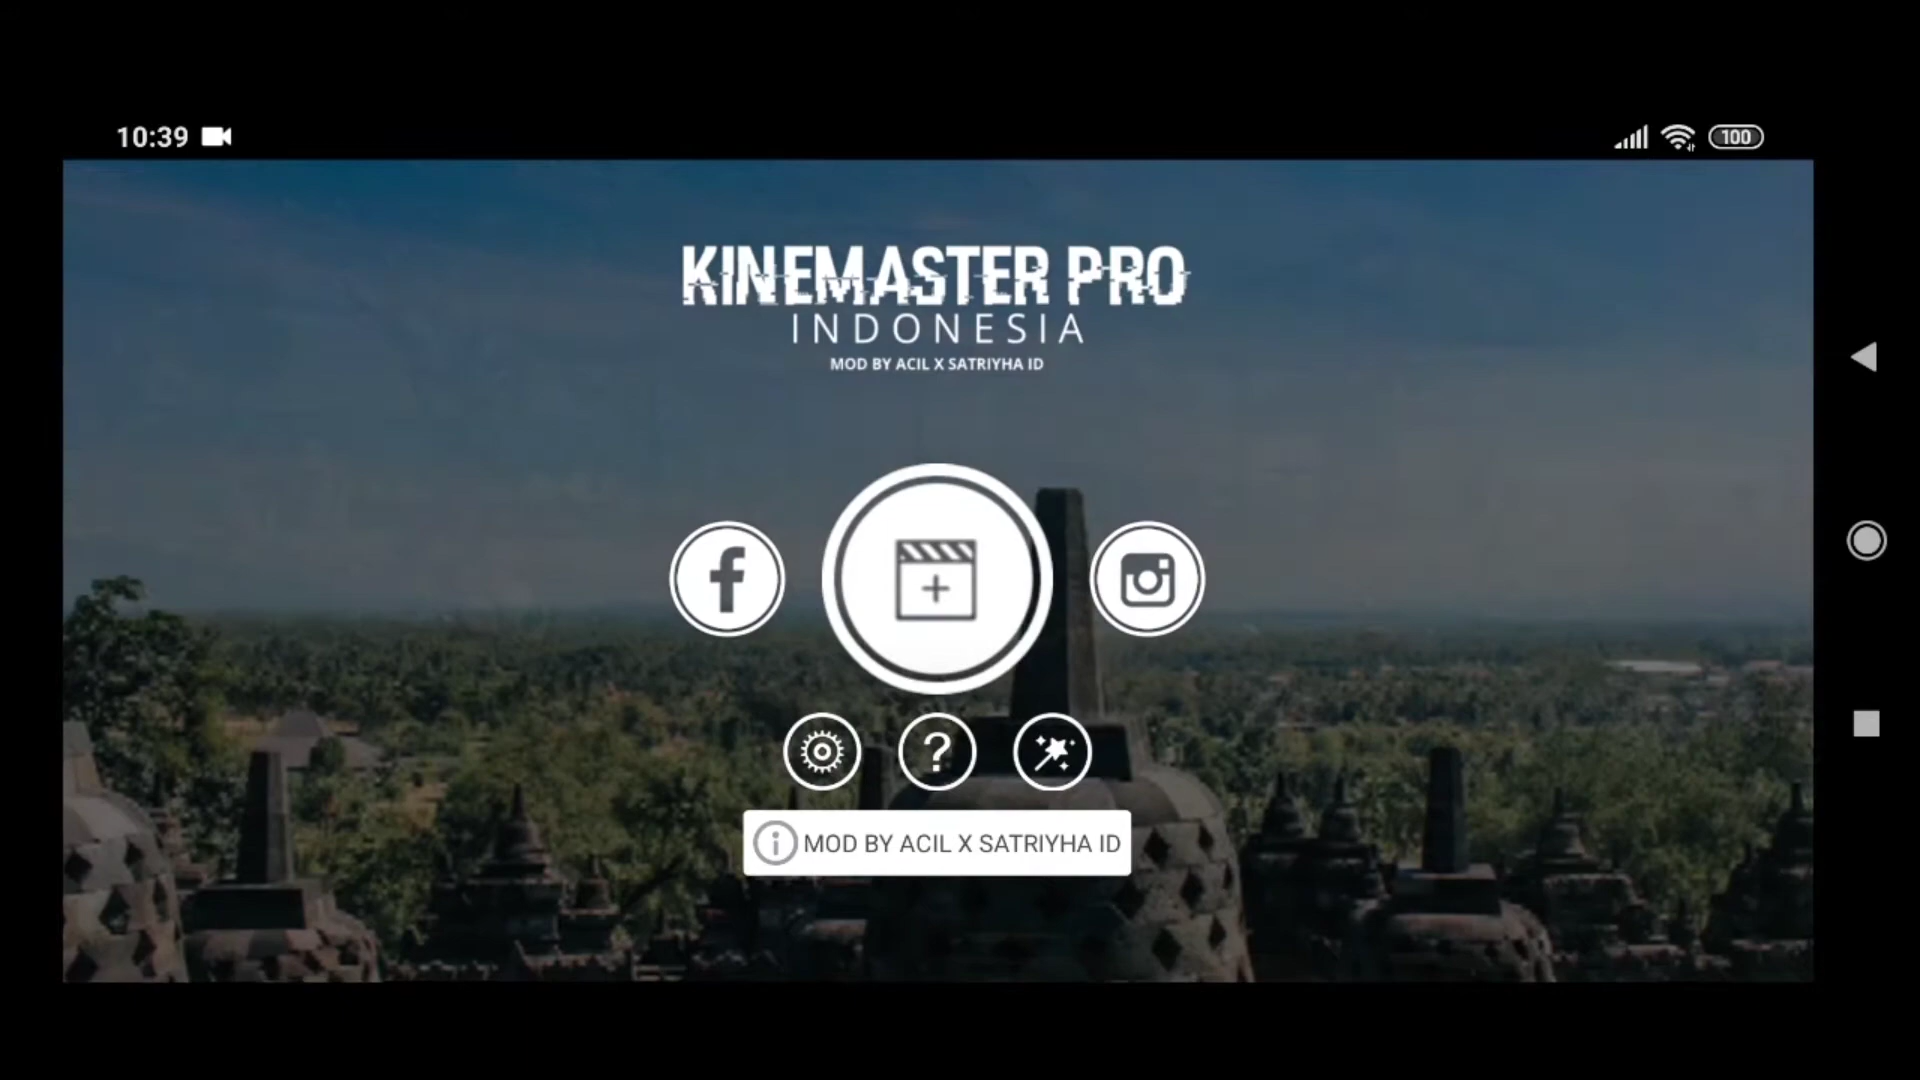 10:39
100
KINEMASTER PRO
INDONESIA
MOD BY ACIL X SATRIYHA ID
f
?
MOD BY ACIL X SATRIYHA ID